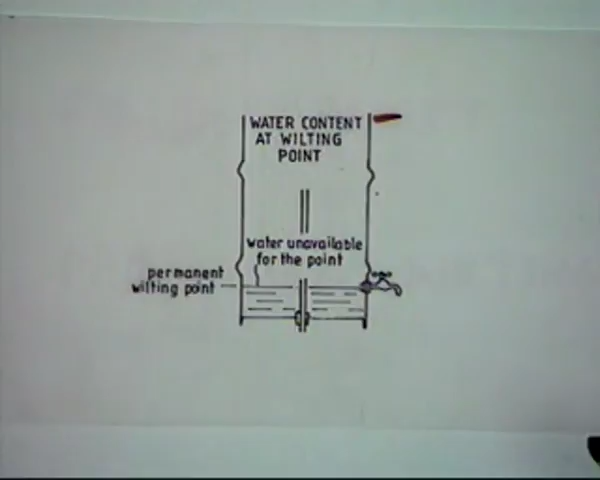 WATER CONTENT
AT WILTING
POINT
water unavailable
for the point
permanent
wilting point